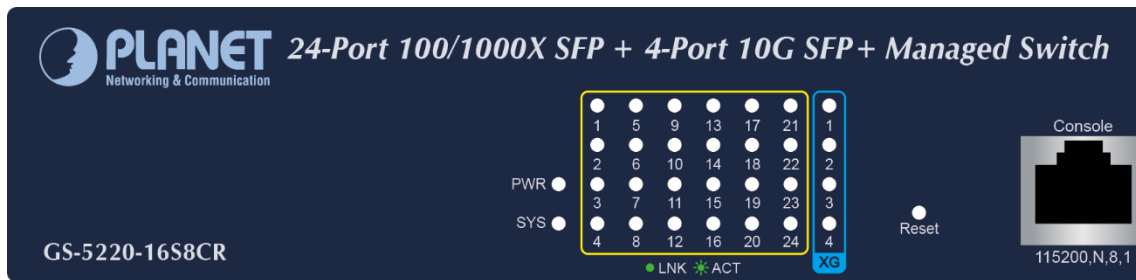 PLANET
Networking & Communication
24-Port 100/1000X SFP + 4-Port 10G SFP+ Managed Switch
1 5 9 13 17 21 1
2 6 10 14 18 22 2
PWR
3 7 11 15 19 23 3
SYS
4 8 12 16 20 24 4
XG
LNK ACT
Reset
Console
115200,N,8,1
GS-5220-16S8CR